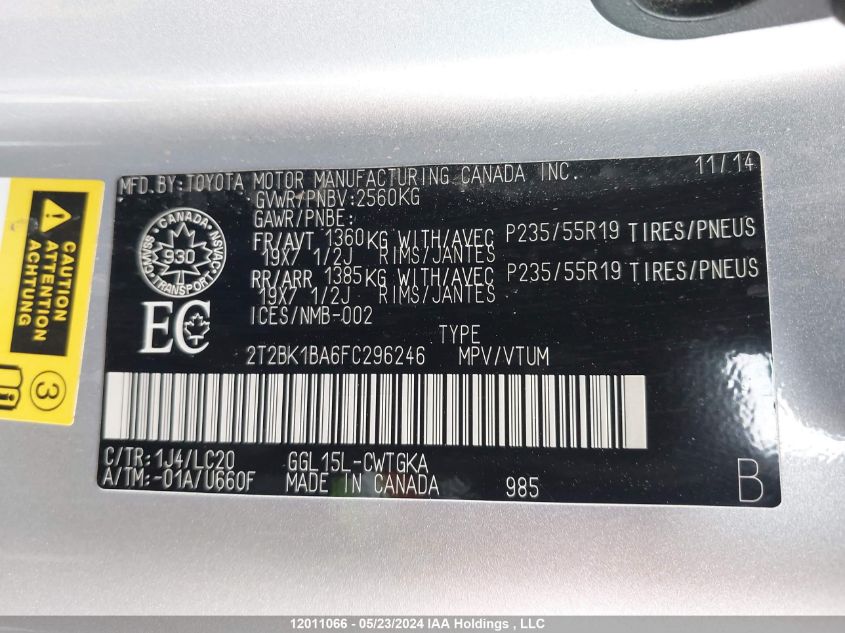 MFD.BY:TOYOTA MOTOR MANUFACTURING CANADA INC. 11/14
GVWR/PNBV:2560KG
GAWR/PNBE:
FR/AVT 1360KG WITH/AVEC P235/55R19 TIRES/PNEUS
19X7 1/2J RIMS/JANTES
RR/ARR 1385KG WITH/AVEC P235/55R19 TIRES/PNEUS
19X7 1/2J RIMS/JANTES
ICES/NMB-002
CANADA
CMVSS 930 NSVAC
TRANSPORT
EC
TYPE
2T2BK1BA6FC296246 MPV/VTUM
C/TR:1J4/LC20 GGL15L-CWTGKA
A/TM:-01A/U660F MADE IN CANADA 985 B
CAUTION
ATTENTION
ACHTUNG
3
12011066 - 05/23/2024 IAA Holdings , LLC